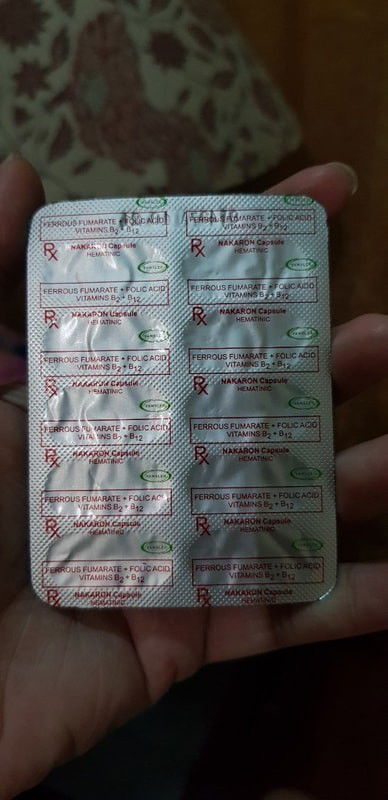 FERROUS FUMARATE + FOLIC ACID FERROUS FUMARATE + FOLIC ACID
VITAMINS B2 + B12 VITAMINS B2 + B12
Rx NAKARON Capsule Rx NAKARON Capsule
HEMATINIC HEMATINIC
FERROUS FUMARATE + FOLIC ACID FERROUS FUMARATE + FOLIC ACID
VITAMINS B2 + B12 VITAMINS B2 + B12
Rx NAKARON Capsule Rx NAKARON Capsule
HEMATINIC HEMATINIC
FERROUS FUMARATE + FOLIC ACID FERROUS FUMARATE + FOLIC ACID
VITAMINS B2 + B12 VITAMINS B2 + B12
Rx NAKARON Capsule Rx NAKARON Capsule
HEMATINIC HEMATINIC
FERROUS FUMARATE + FOLIC ACID FERROUS FUMARATE + FOLIC ACID
VITAMINS B2 + B12 VITAMINS B2 + B12
Rx NAKARON Capsule Rx NAKARON Capsule
HEMATINIC HEMATINIC
FERROUS FUMARATE + FOLIC ACID FERROUS FUMARATE + FOLIC ACID
VITAMINS B2 + B12 VITAMINS B2 + B12
Rx NAKARON Capsule Rx NAKARON Capsule
HEMATINIC HEMATINIC
FERROUS FUMARATE + FOLIC ACID FERROUS FUMARATE + FOLIC ACID
VITAMINS B2 + B12 VITAMINS B2 + B12
Rx NAKARON Capsule Rx NAKARON Capsule
HEMATINIC HEMATINIC